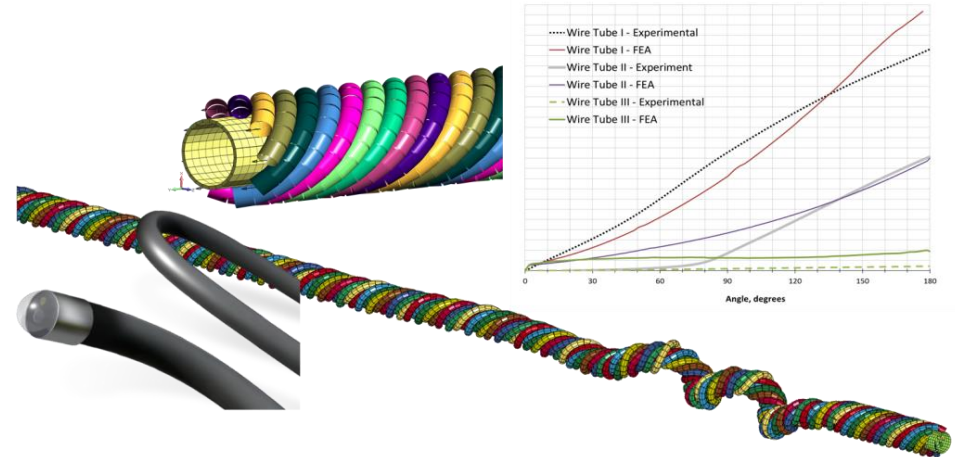 Wire Tube I - Experimental
Wire Tube I - FEA
Wire Tube II - Experiment
Wire Tube II - FEA
Wire Tube III - Experimental
Wire Tube III - FEA
0 30 60 90 120 150 180
Angle, degrees